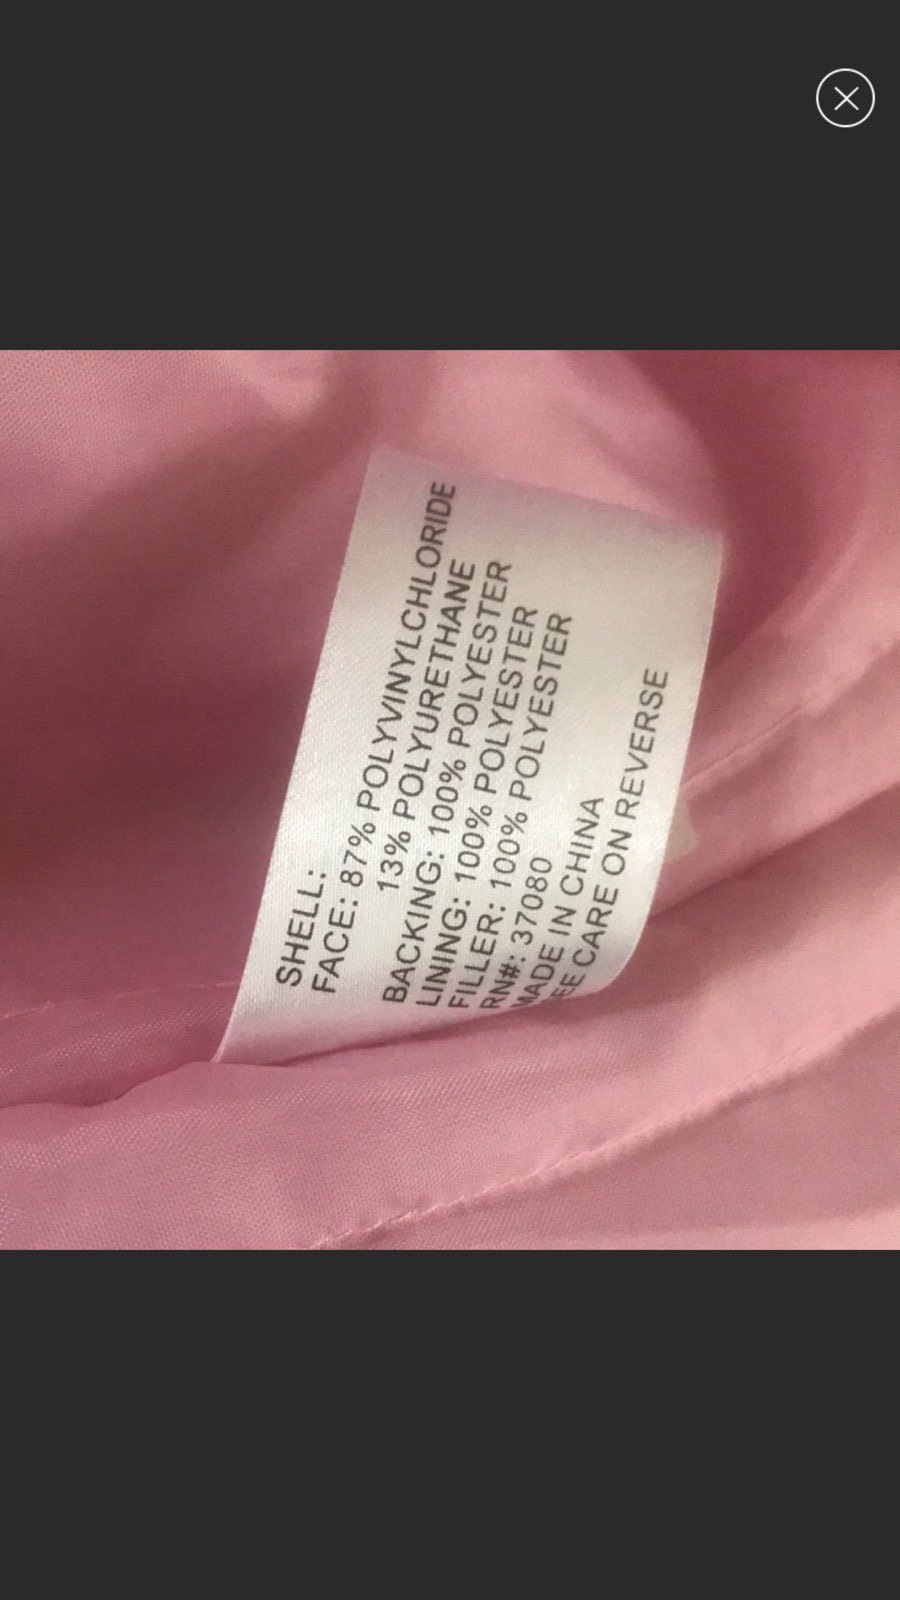 SHELL:
FACE: 87% POLYVINYLCHLORIDE
13% POLYURETHANE
BACKING: 100% POLYESTER
LINING: 100% POLYESTER
FILLER: 100% POLYESTER
RN#: 37080
MADE IN CHINA
EE CARE ON REVERSE